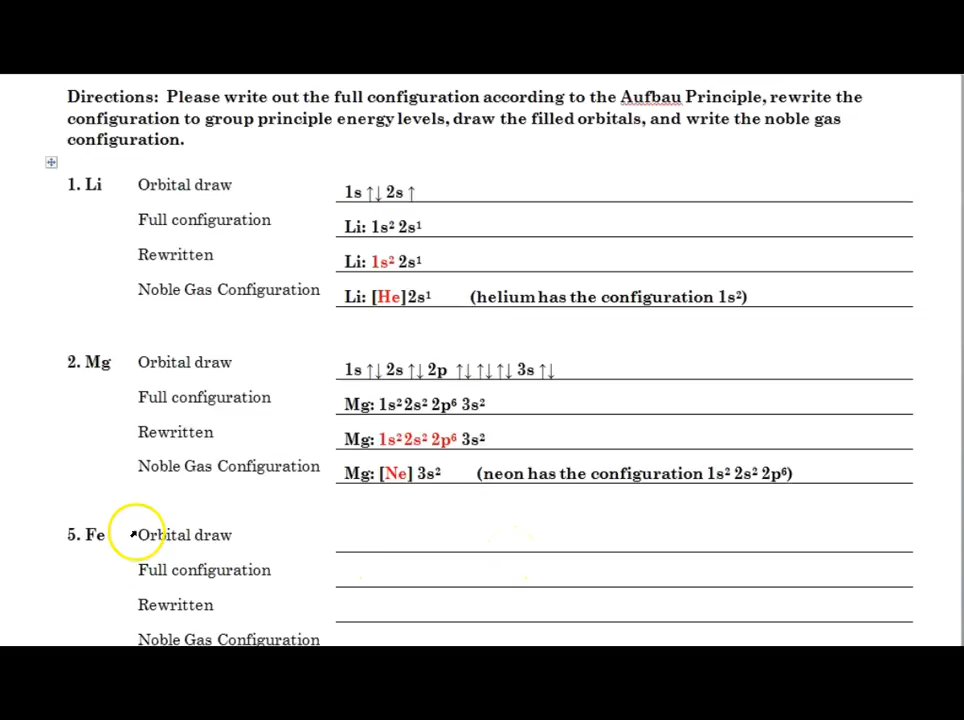 Directions: Please write out the full configuration according to the Aufbau Principle, rewrite the
configuration to group principle energy levels, draw the filled orbitals, and write the noble gas
configuration.
1. Li Orbital draw 1s ↑↓ 2s ↑
Full configuration Li: 1s² 2s¹
Rewritten Li: 1s² 2s¹
Noble Gas Configuration Li: [He]2s¹ (helium has the configuration 1s²)
2. Mg Orbital draw 1s ↑↓ 2s ↑↓ 2p ↑↓ ↑↓ ↑↓ 3s ↑↓
Full configuration Mg: 1s² 2s² 2p⁶ 3s²
Rewritten Mg: 1s² 2s² 2p⁶ 3s²
Noble Gas Configuration Mg: [Ne] 3s² (neon has the configuration 1s² 2s² 2p⁶)
5. Fe Orbital draw
Full configuration
Rewritten
Noble Gas Configuration